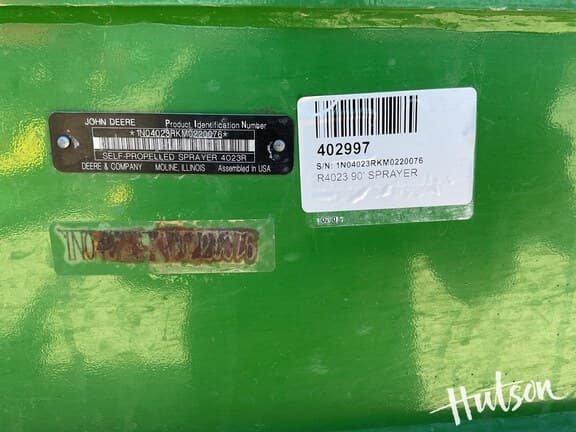 JOHN DEERE Product Identification Number
*1N04023RKM0220076*
SELF-PROPELLED SPRAYER 4023R
DEERE & COMPANY MOLINE, ILLINOIS Assembled in USA
402997
S/N: 1N04023RKM0220076
R4023 90' SPRAYER
Hutson